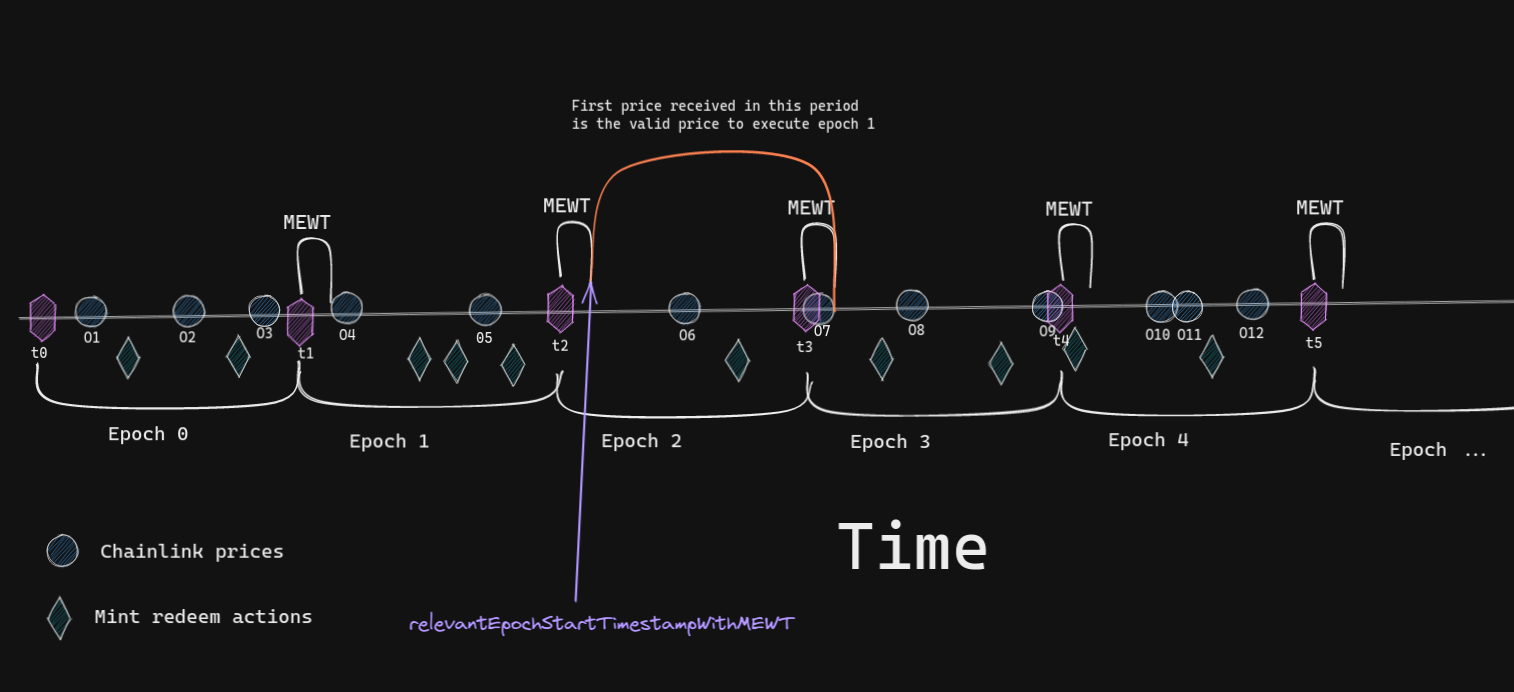 First price received in this period
is the valid price to execute epoch 1
MEWT
MEWT
MEWT
MEWT
MEWT
t0
O1
O2
O3
t1
O4
05
t2
O6
t3
O7
O8
O9
t4
O10
O11
O12
t5
Epoch 0
Epoch 1
Epoch 2
Epoch 3
Epoch 4
Epoch ...
Time
Chainlink prices
Mint redeem actions
relevantEpochStartTimestampWithMEWT